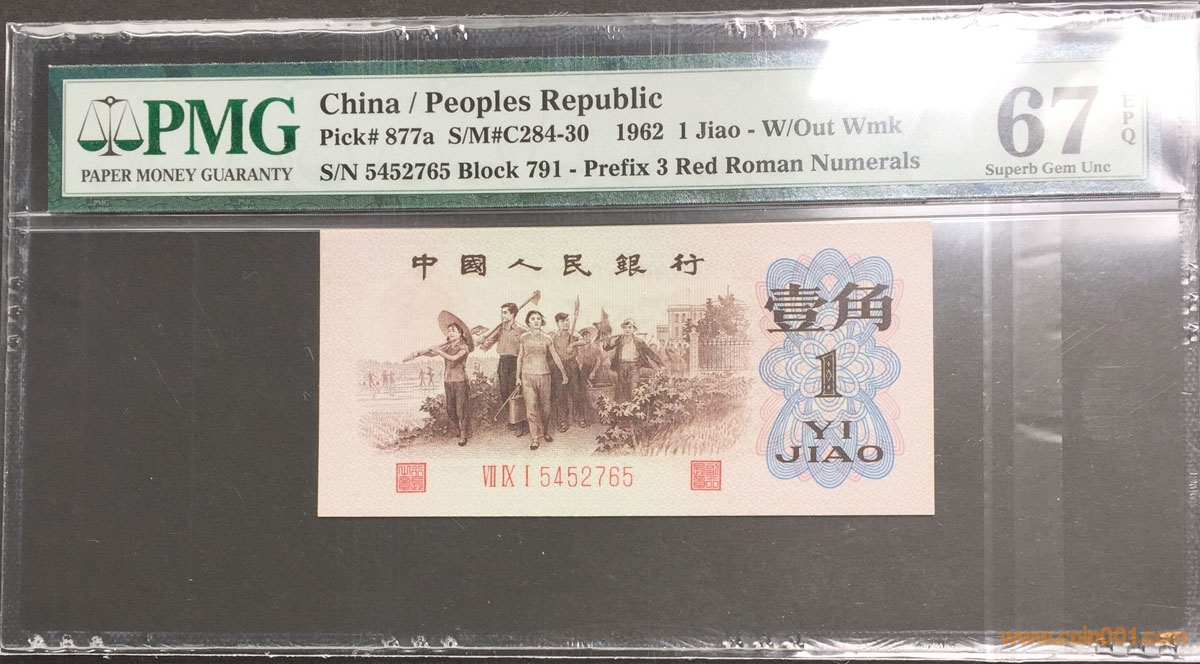 PMG
PAPER MONEY GUARANTY
China / Peoples Republic
Pick# 877a S/M#C284-30 1962 1 Jiao - W/Out Wmk
S/N 5452765 Block 791 - Prefix 3 Red Roman Numerals
67
EPQ
Superb Gem Unc
PMG
PMG
中國人民銀行
壹角
1
YI
JIAO
VII IX I 5452765
www.coin001.com